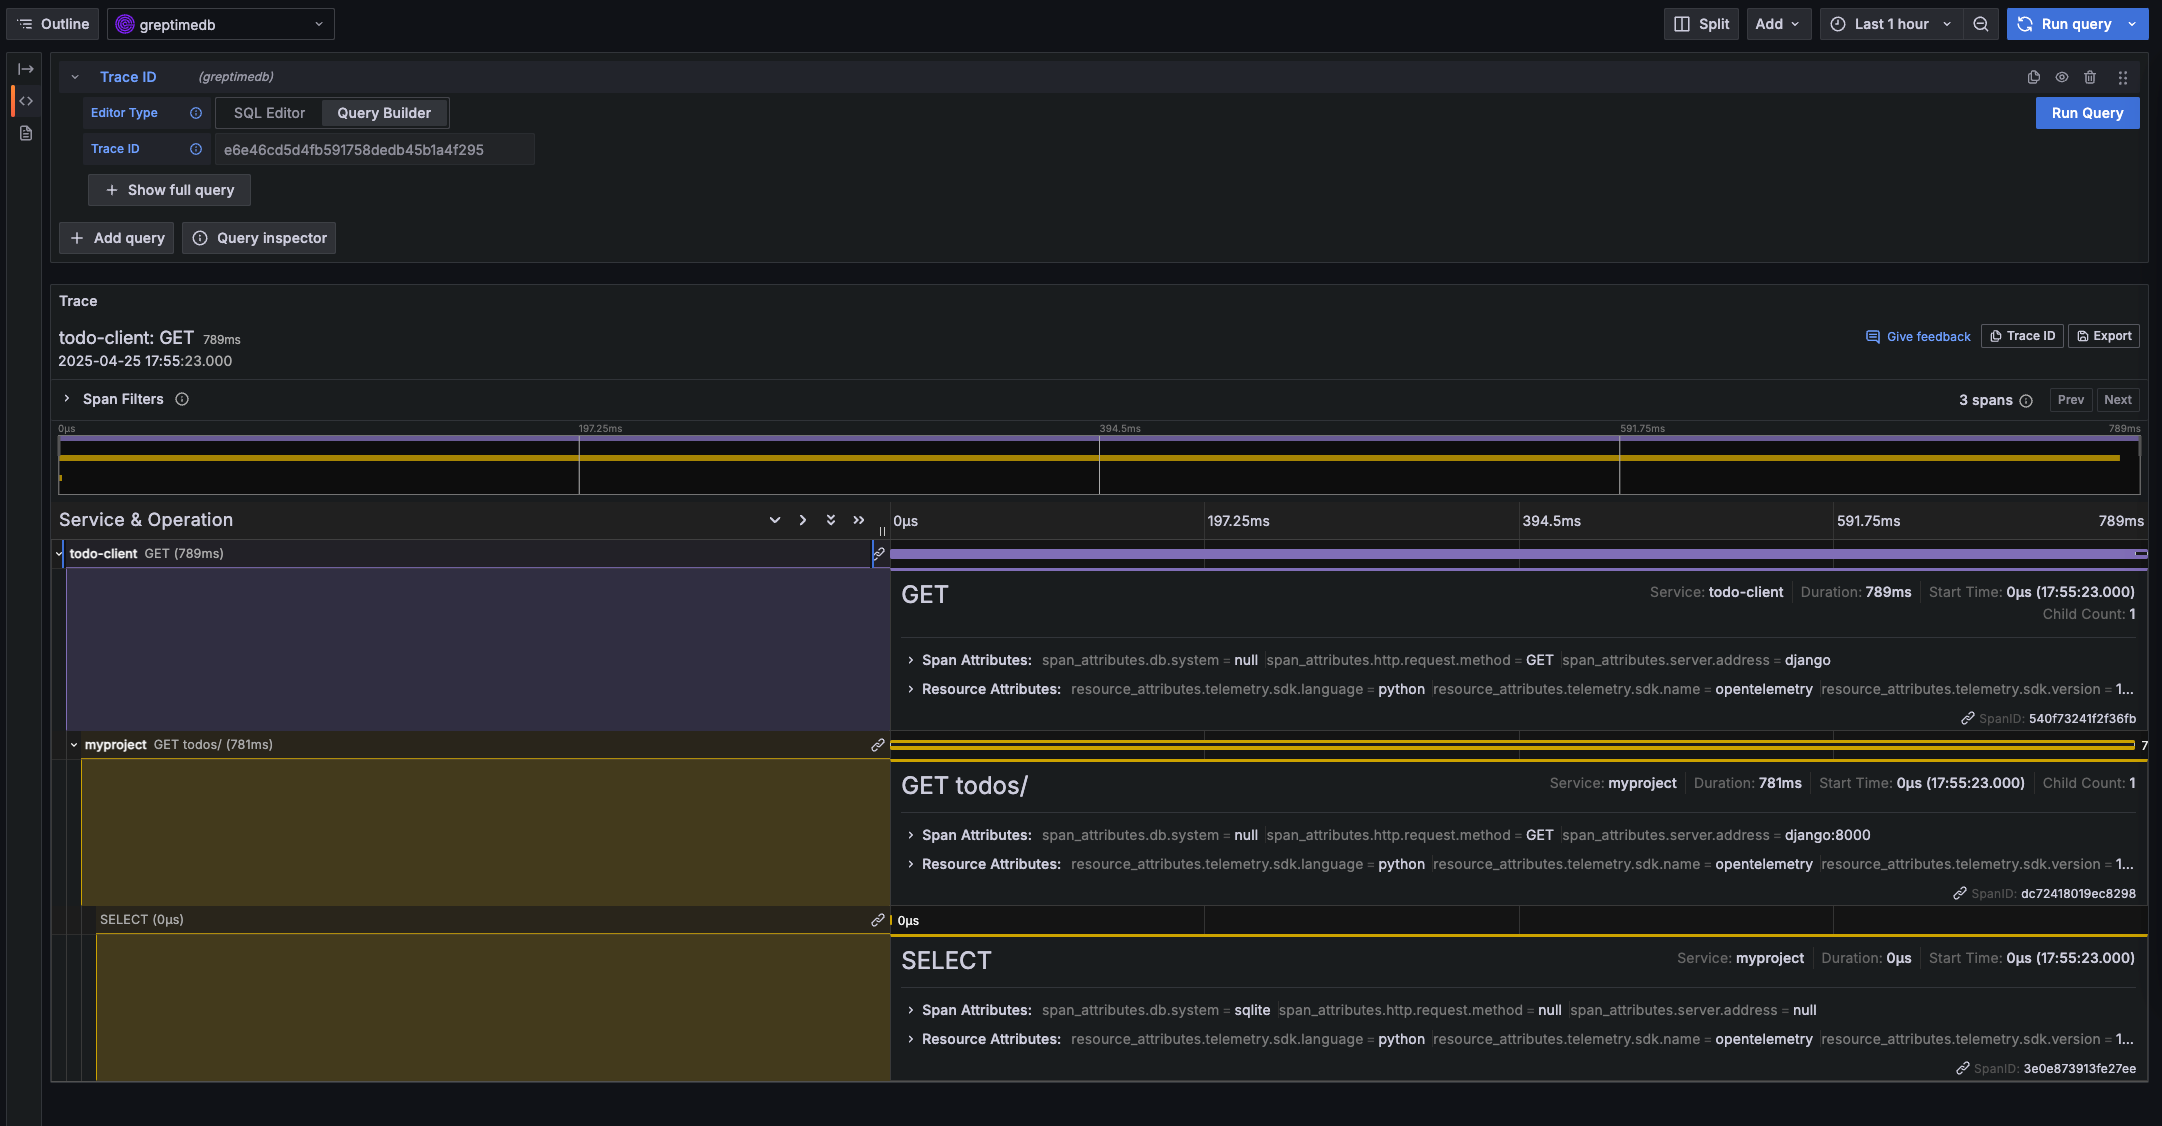 Outline greptimedb Split Add Last 1 hour Run query
Trace ID (greptimedb)
Editor Type SQL Editor Query Builder Run Query
Trace ID e6e46cd5d4fb591758dedb45b1a4f295
Show full query
Add query Query inspector
Trace
todo-client: GET 789ms
Give feedback Trace ID Export
2025-04-25 17:55:23.000
Span Filters 3 spans Prev Next
0µs 197.25ms 394.5ms 591.75ms 789ms
Service & Operation 0µs 197.25ms 394.5ms 591.75ms 789ms
todo-client GET (789ms)
GET Service: todo-client Duration: 789ms Start Time: 0µs (17:55:23.000)
Child Count: 1
Span Attributes: span_attributes.db.system = null span_attributes.http.request.method = GET span_attributes.server.address = django
Resource Attributes: resource_attributes.telemetry.sdk.language = python resource_attributes.telemetry.sdk.name = opentelemetry resource_attributes.telemetry.sdk.version = 1...
SpanID: 540f73241f2f36fb
myproject GET todos/ (781ms) 7
GET todos/ Service: myproject Duration: 781ms Start Time: 0µs (17:55:23.000) Child Count: 1
Span Attributes: span_attributes.db.system = null span_attributes.http.request.method = GET span_attributes.server.address = django:8000
Resource Attributes: resource_attributes.telemetry.sdk.language = python resource_attributes.telemetry.sdk.name = opentelemetry resource_attributes.telemetry.sdk.version = 1...
SpanID: dc72418019ec8298
SELECT (0µs) 0µs
SELECT Service: myproject Duration: 0µs Start Time: 0µs (17:55:23.000)
Span Attributes: span_attributes.db.system = sqlite span_attributes.http.request.method = null span_attributes.server.address = null
Resource Attributes: resource_attributes.telemetry.sdk.language = python resource_attributes.telemetry.sdk.name = opentelemetry resource_attributes.telemetry.sdk.version = 1...
SpanID: 3e0e873913fe27ee